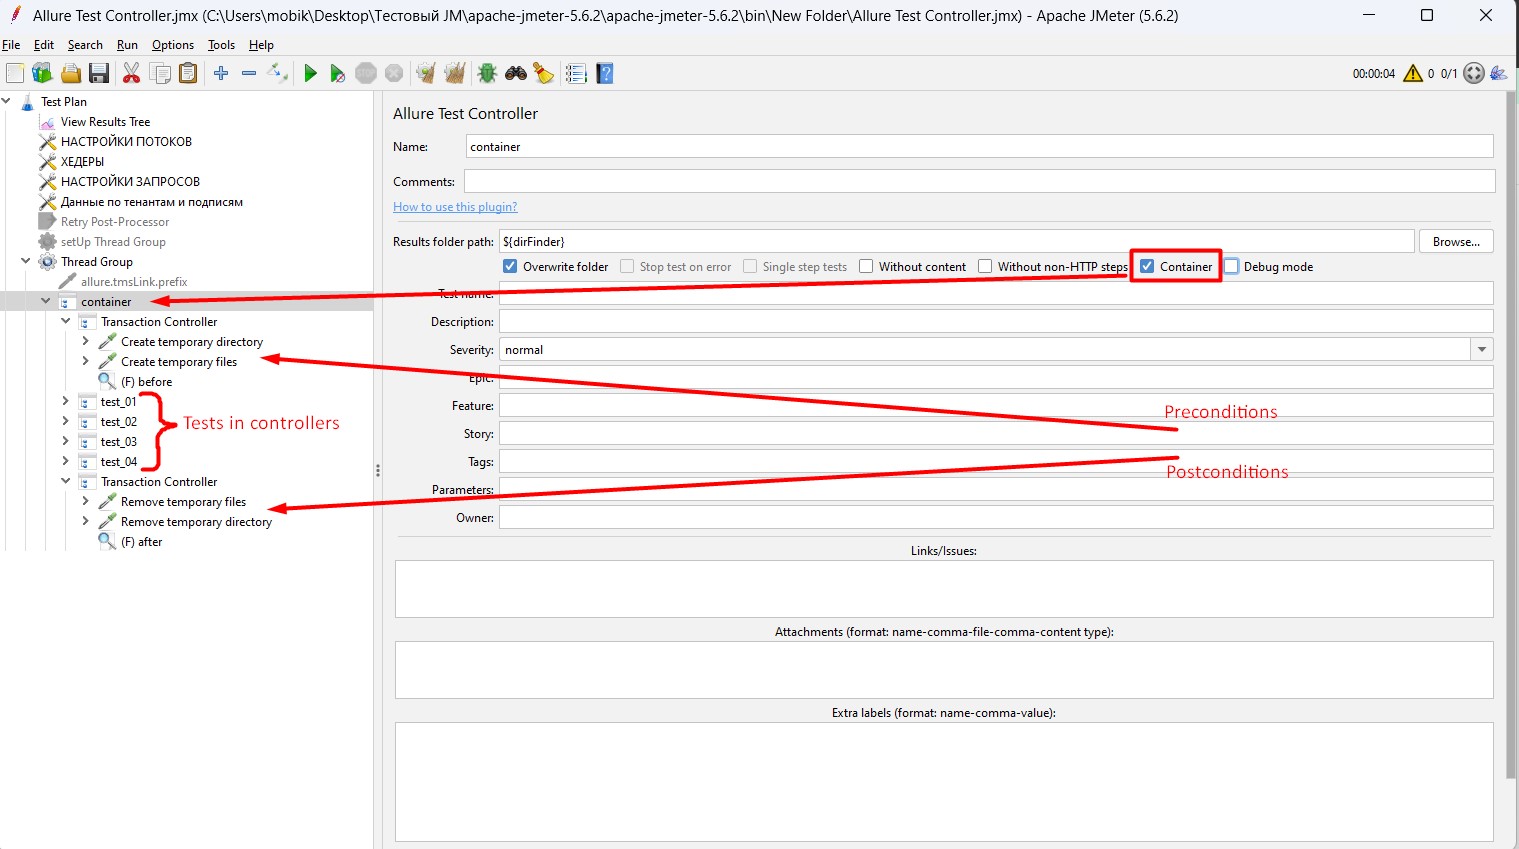 Allure Test Controller.jmx (C:\Users\mobik\Desktop\Тестовый JM\apache-jmeter-5.6.2\apache-jmeter-5.6.2\bin\New Folder\Allure Test Controller.jmx) - Apache JMeter (5.6.2)
File Edit Search Run Options Tools Help
STOP 00:00:04 0 0/1
Test Plan
View Results Tree
НАСТРОЙКИ ПОТОКОВ
ХЕДЕРЫ
НАСТРОЙКИ ЗАПРОСОВ
Данные по тенантам и подписям
Retry Post-Processor
setUp Thread Group
Thread Group
allure.tmsLink.prefix
container
Transaction Controller
Create temporary directory
Create temporary files
(F) before
test_01
test_02
test_03
test_04
Tests in controllers
Transaction Controller
Remove temporary files
Remove temporary directory
(F) after
Allure Test Controller
Name: container
Comments:
How to use this plugin?
Results folder path: ${dirFinder} Browse...
Overwrite folder Stop test on error Single step tests Without content Without non-HTTP steps Container Debug mode
Test name:
Description:
Severity: normal
Epic:
Feature:
Preconditions
Story:
Tags:
Postconditions
Parameters:
Owner:
Links/Issues:
Attachments (format: name-comma-file-comma-content type):
Extra labels (format: name-comma-value):